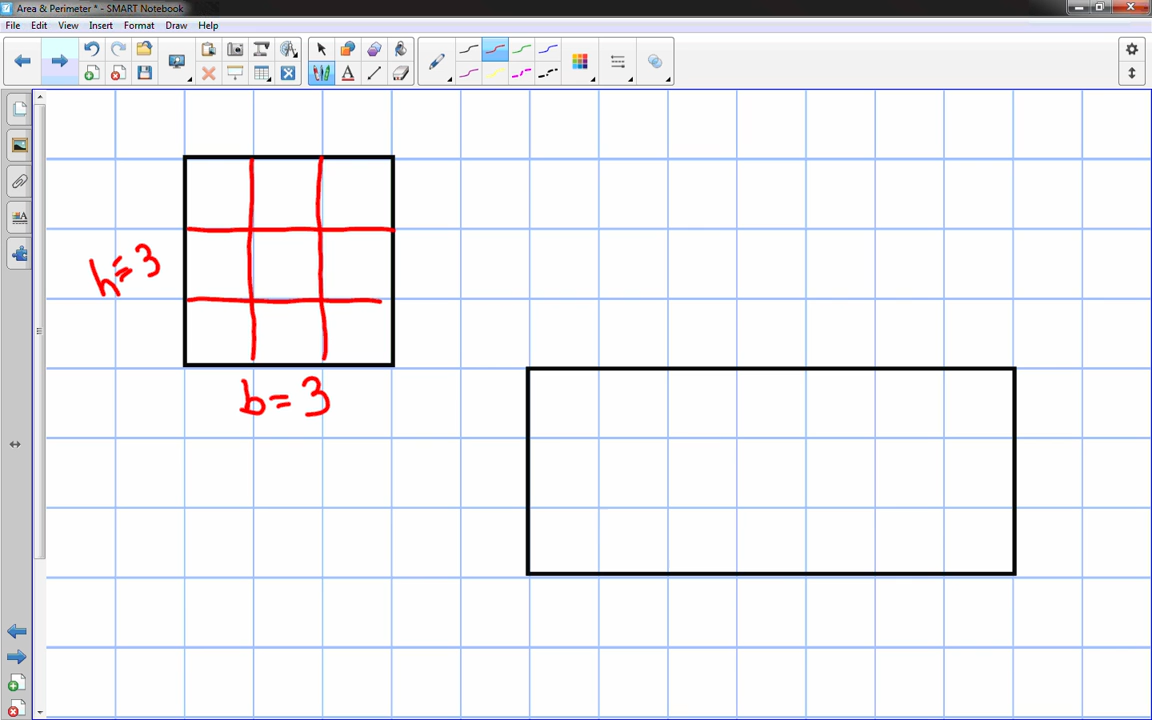 Area & Perimeter * - SMART Notebook
File Edit View Insert Format Draw Help
h = 3
b = 3